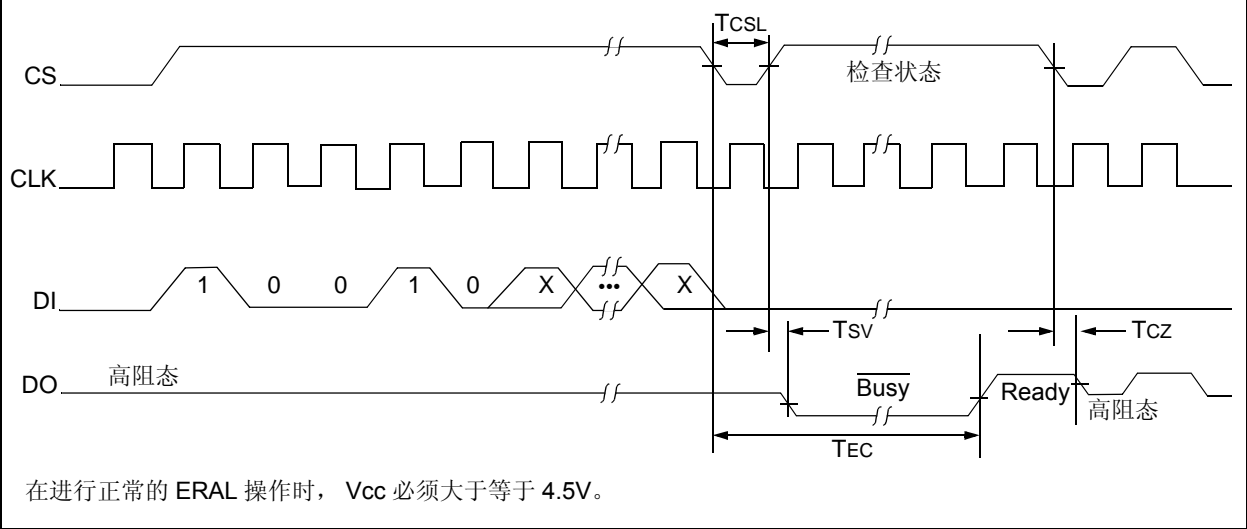 TCSL
CS
检查状态
CLK
DI 1 0 0 1 0 X ••• X
TSV TCZ
DO 高阻态 Busy Ready 高阻态
TEC
在进行正常的 ERAL 操作时， Vcc 必须大于等于 4.5V。